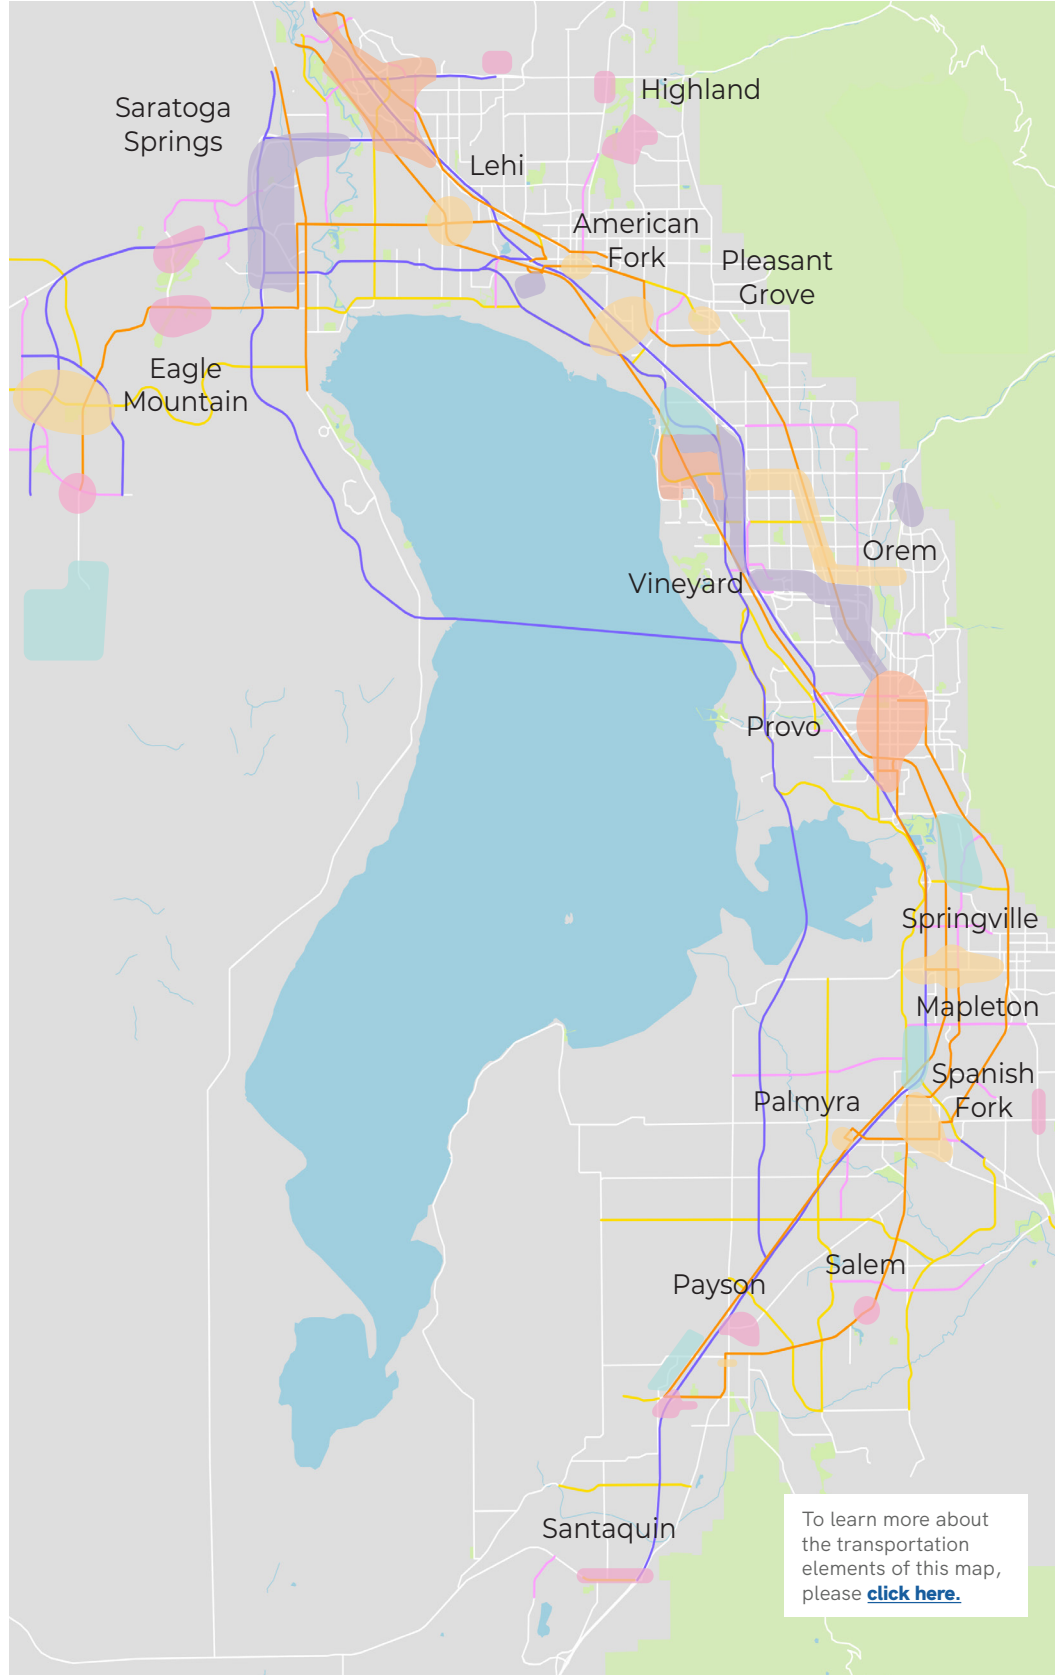 Highland
Saratoga
Springs
Lehi
American
Fork
Pleasant
Grove
Eagle
Mountain
Orem
Vineyard
Provo
Springville
Mapleton
Spanish
Fork
Palmyra
Salem
Payson
Santaquin
To learn more about
the transportation
elements of this map,
please click here.